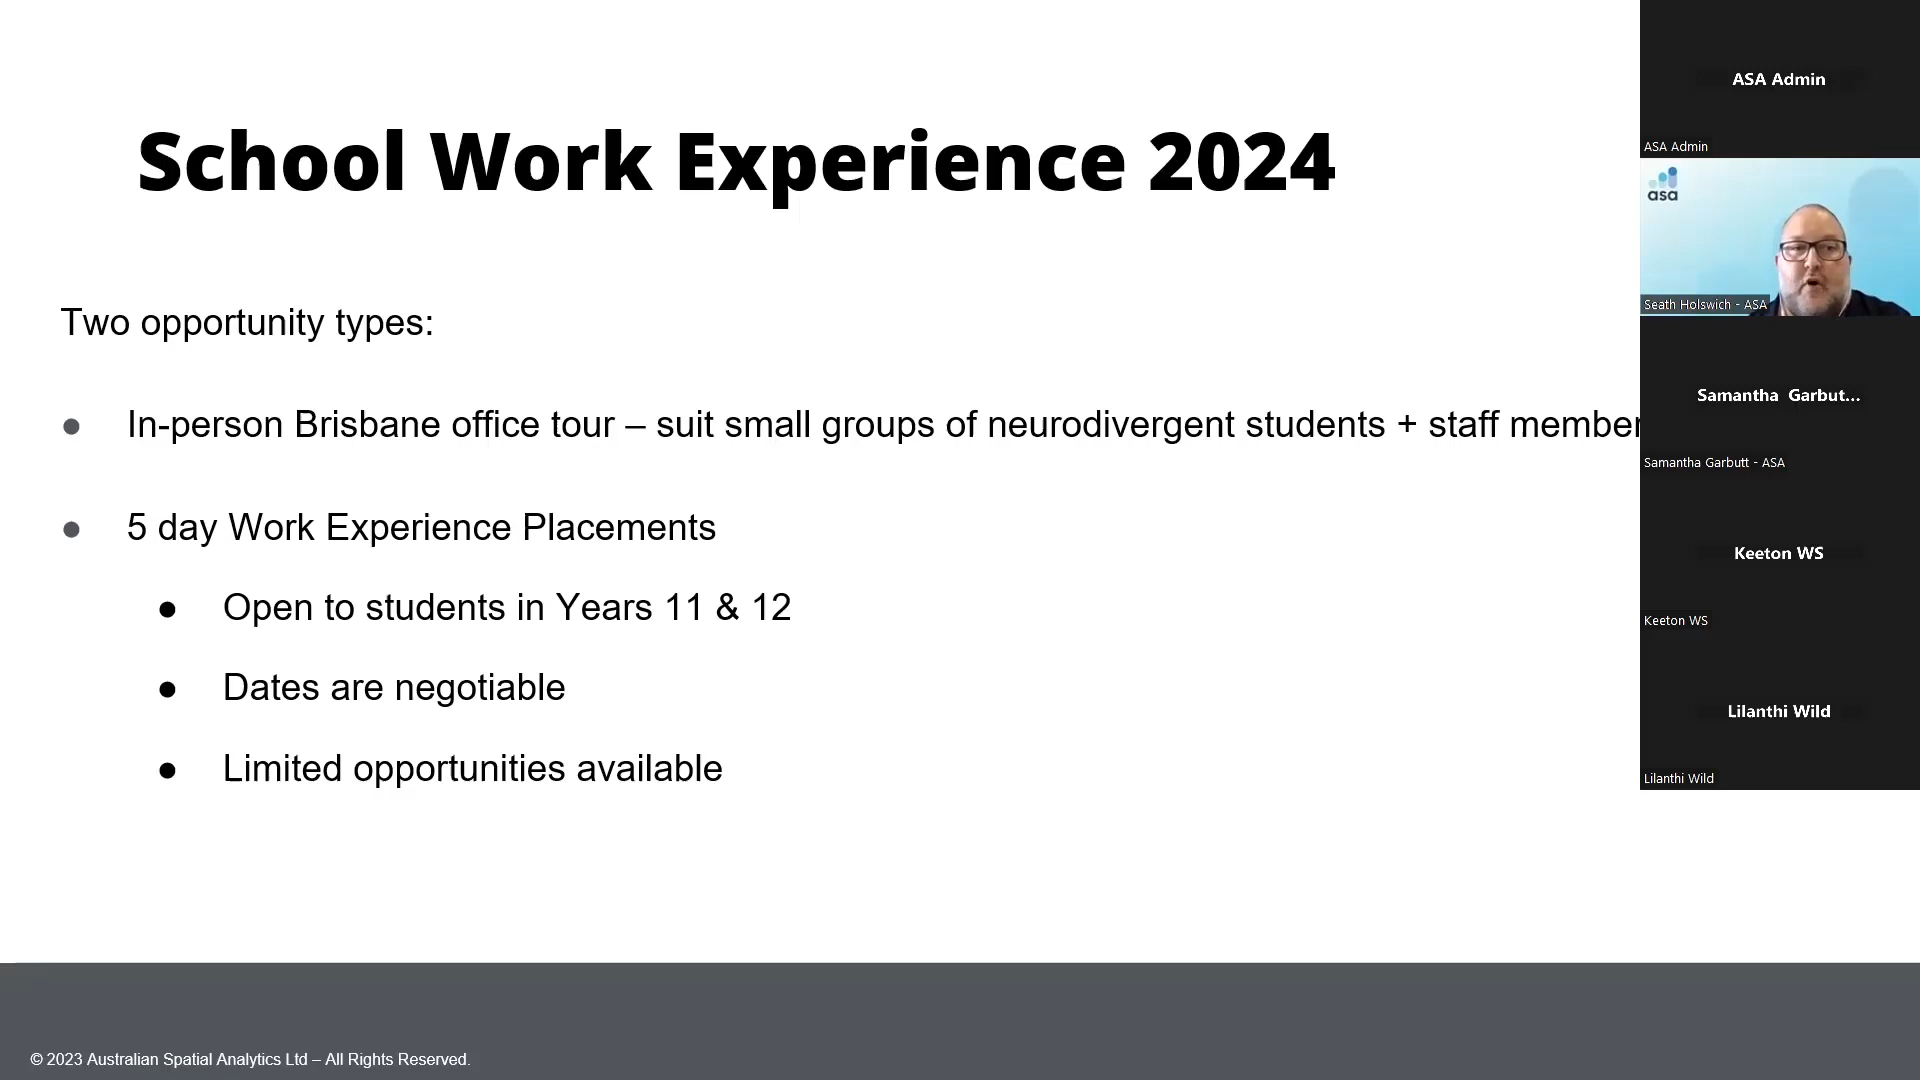 School Work Experience 2024
Two opportunity types:
● In-person Brisbane office tour – suit small groups of neurodivergent students + staff member
● 5 day Work Experience Placements
● Open to students in Years 11 & 12
● Dates are negotiable
● Limited opportunities available
© 2023 Australian Spatial Analytics Ltd – All Rights Reserved.
ASA Admin
ASA Admin
asa
Seath Holswich - ASA
Samantha Garbut...
Samantha Garbutt - ASA
Keeton WS
Keeton WS
Lilanthi Wild
Lilanthi Wild